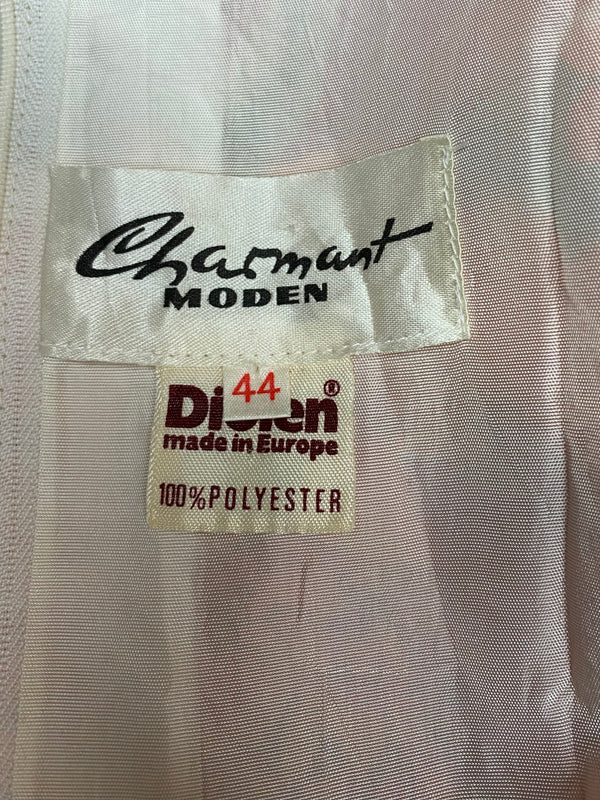 Charmant
MODEN
44
Diolen®
made in Europe
100% POLYESTER